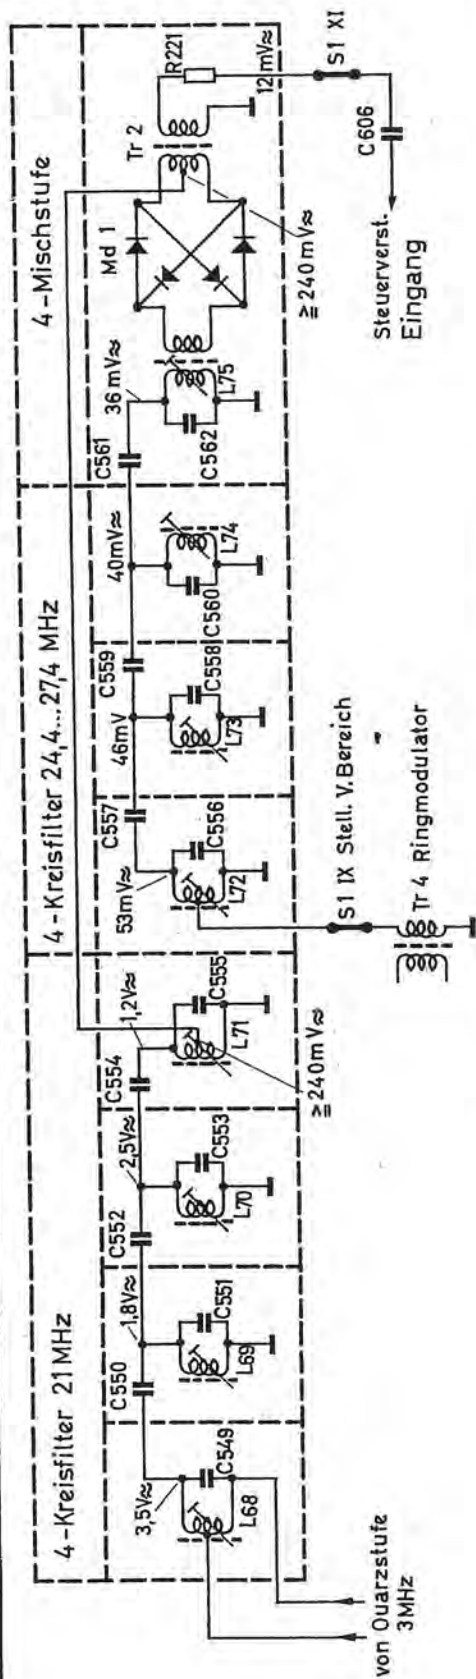 4-Kreisfilter 21 MHz
4-Kreisfilter 24,4...27,4 MHz
4-Mischstufe
3,5V≈
C550
1,8V≈
C552
2,5V≈
C554
1,2V≈
53mV≈
C557
46mV
C559
40mV≈
C561
36mV≈
Md 1
Tr 2
R221
12mV≈
S1 XI
C549
L68
C551
L69
C553
L70
C555
L71
C556
L72
C558
L73
C560
L74
C562
L75
≧240mV≈
≧240mV≈
C606
Steuerverst.
Eingang
von Quarzstufe
3MHz
S1 IX Stell. V. Bereich
Tr 4 Ringmodulator